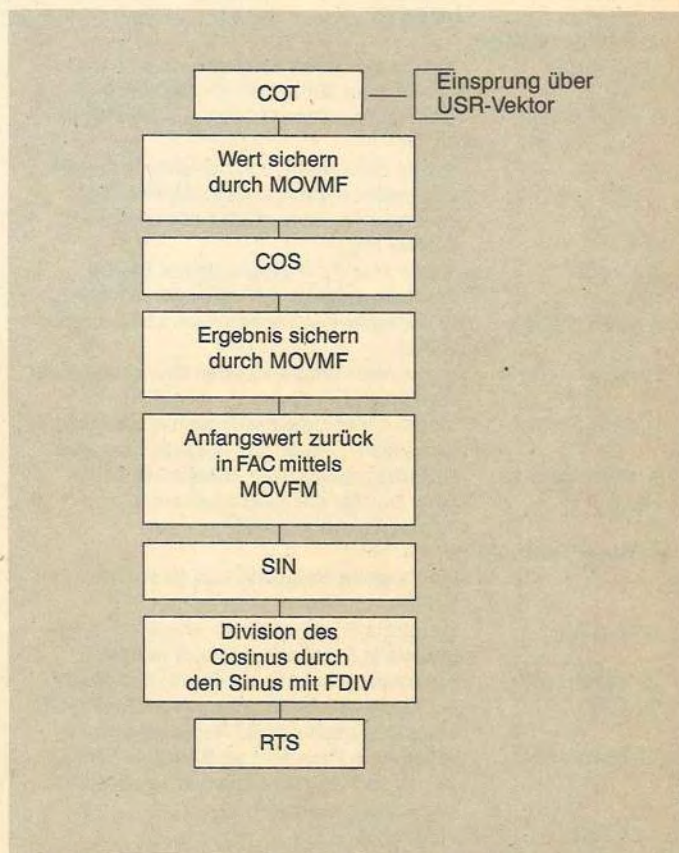 COT
Einsprung über
USR-Vektor
Wert sichern
durch MOVMF
COS
Ergebnis sichern
durch MOVMF
Anfangswert zurück
in FAC mittels
MOVFM
SIN
Division des
Cosinus durch
den Sinus mit FDIV
RTS